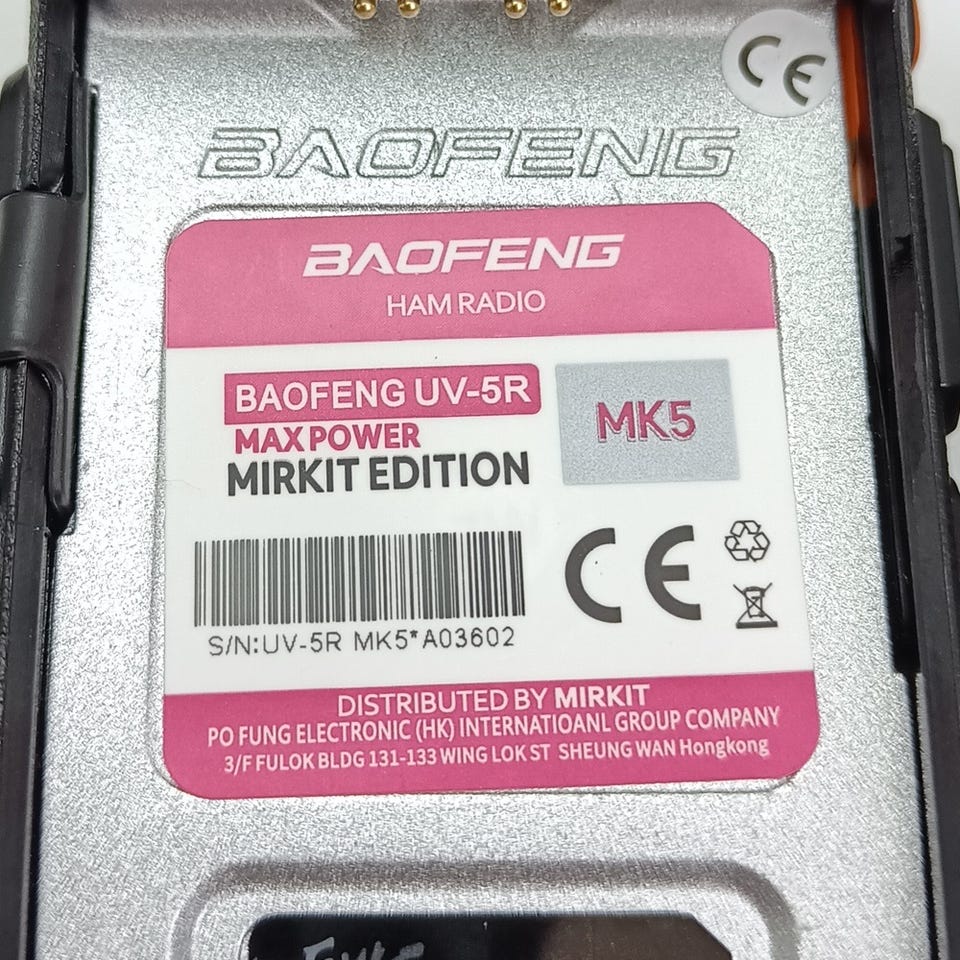 CE
BAOFENG
BAOFENG
HAM RADIO
BAOFENG UV-5R
MAX POWER
MIRKIT EDITION
MK5
CE
S/N:UV-5R MK5*A03602
DISTRIBUTED BY MIRKIT
PO FUNG ELECTRONIC (HK) INTERNATIOANL GROUP COMPANY
3/F FULOK BLDG 131-133 WING LOK ST SHEUNG WAN Hongkong